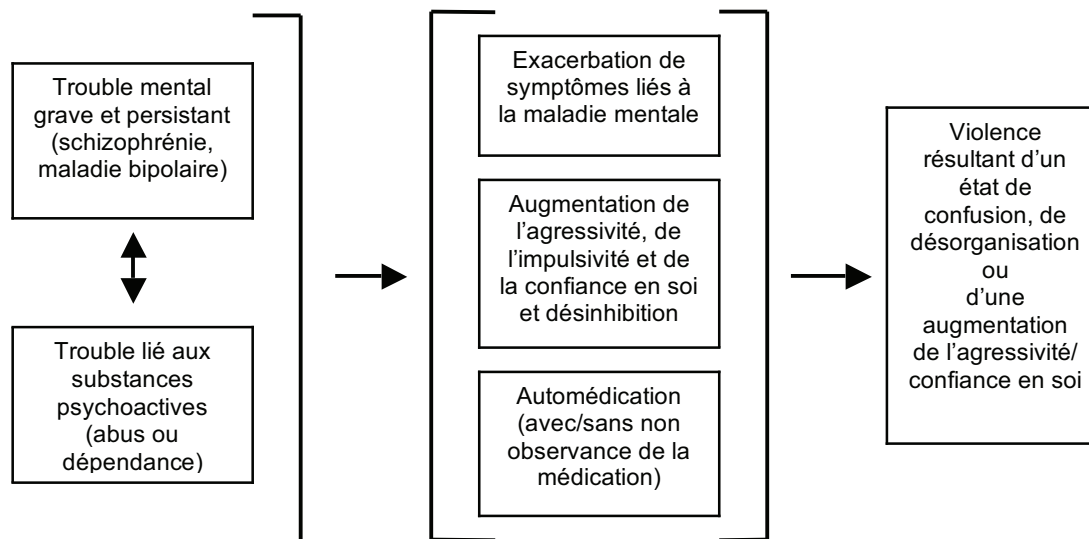 Trouble mental
grave et persistant
(schizophrénie,
maladie bipolaire)
Trouble lié aux
substances
psychoactives
(abus ou
dépendance)
Exacerbation de
symptômes liés à
la maladie mentale
Augmentation de
l'agressivité, de
l'impulsivité et de
la confiance en soi
et désinhibition
Automédication
(avec/sans non
observance de la
médication)
Violence
résultant d'un
état de
confusion, de
désorganisation
ou
d'une
augmentation
de l'agressivité/
confiance en soi